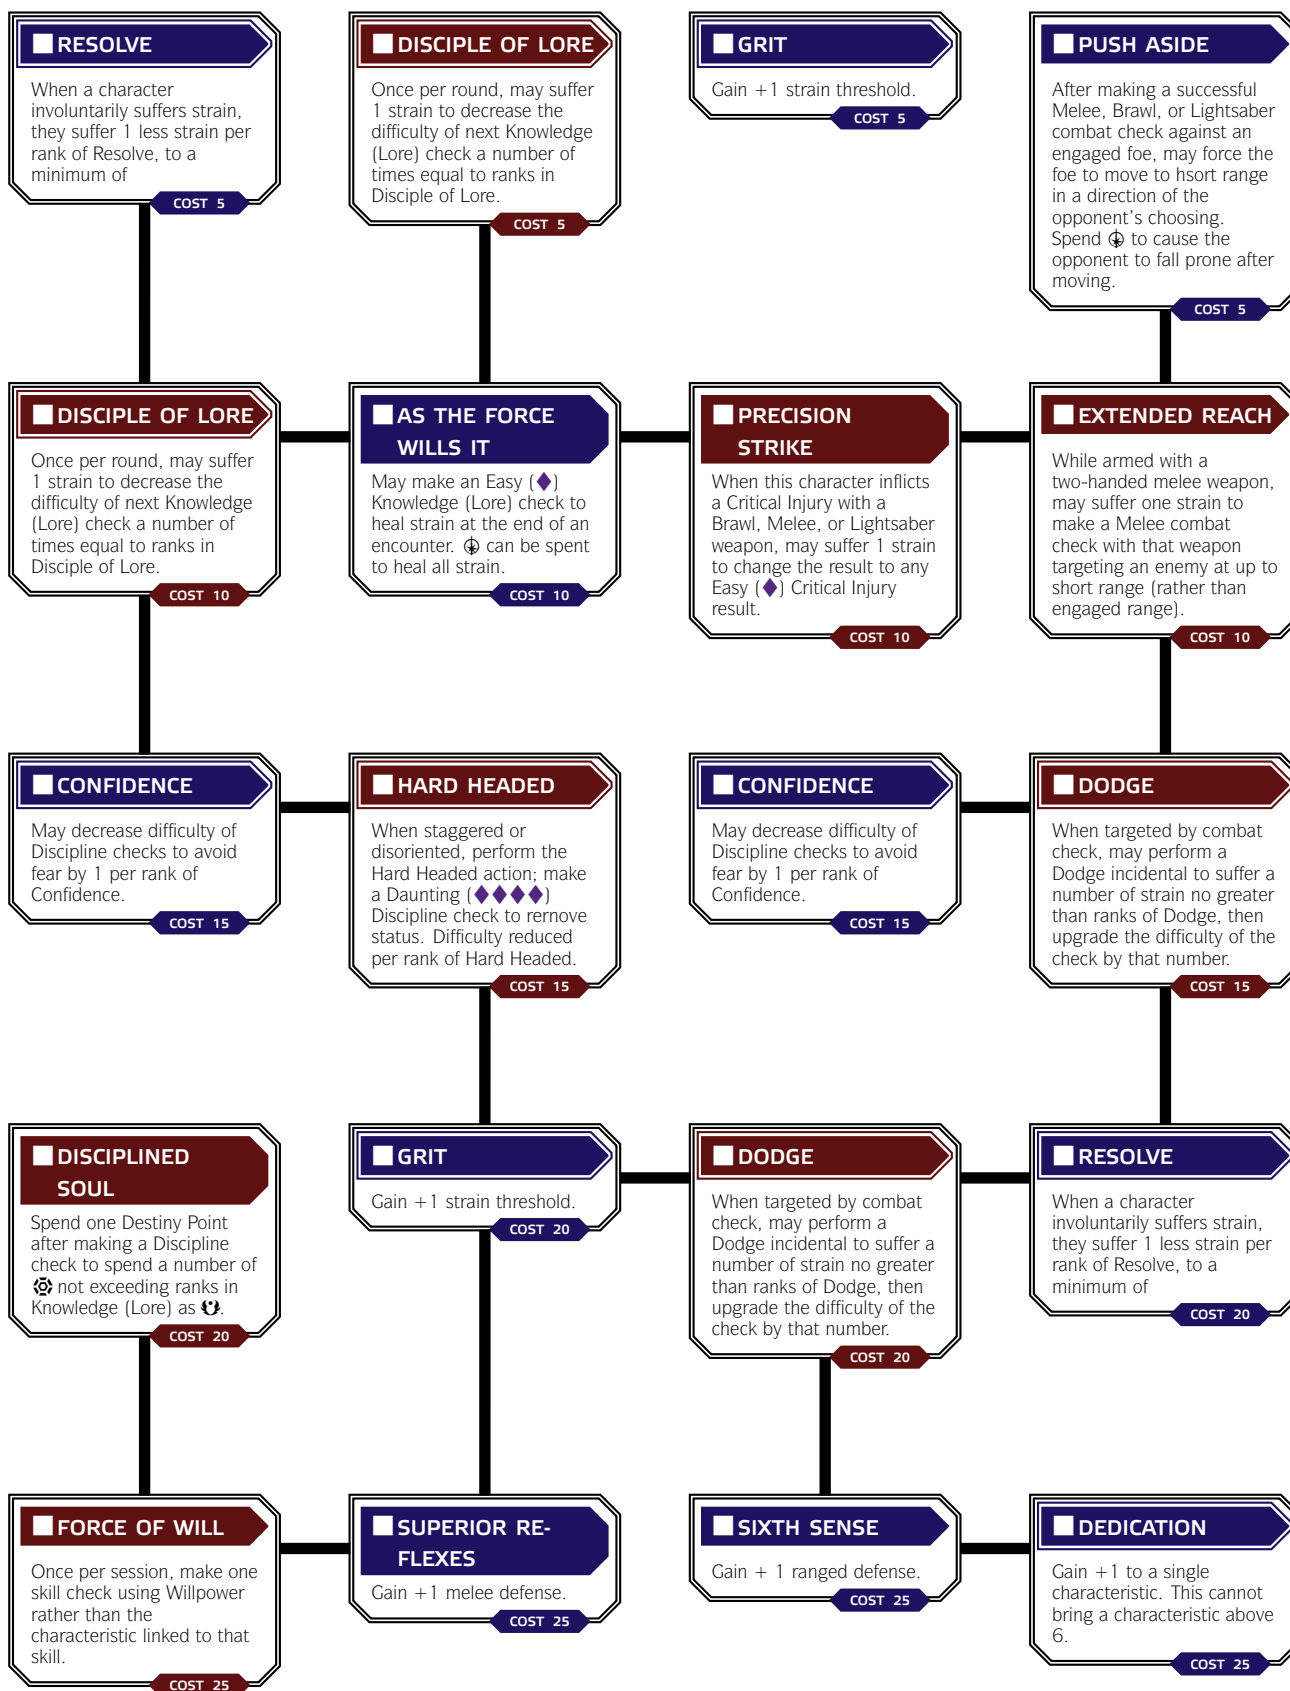 RESOLVE
When a character
involuntarily suffers strain,
they suffer 1 less strain per
rank of Resolve, to a
minimum of
COST 5
DISCIPLE OF LORE
Once per round, may suffer
1 strain to decrease the
difficulty of next Knowledge
(Lore) check a number of
times equal to ranks in
Disciple of Lore.
COST 5
GRIT
Gain +1 strain threshold.
COST 5
PUSH ASIDE
After making a successful
Melee, Brawl, or Lightsaber
combat check against an
engaged foe, may force the
foe to move to hsort range
in a direction of the
opponent's choosing.
Spend to cause the
opponent to fall prone after
moving.
COST 5
DISCIPLE OF LORE
Once per round, may suffer
1 strain to decrease the
difficulty of next Knowledge
(Lore) check a number of
times equal to ranks in
Disciple of Lore.
COST 10
AS THE FORCE
WILLS IT
May make an Easy (◆)
Knowledge (Lore) check to
heal strain at the end of an
encounter. can be spent
to heal all strain.
COST 10
PRECISION
STRIKE
When this character inflicts
a Critical Injury with a
Brawl, Melee, or Lightsaber
weapon, may suffer 1 strain
to change the result to any
Easy (◆) Critical Injury
result.
COST 10
EXTENDED REACH
While armed with a
two-handed melee weapon,
may suffer one strain to
make a Melee combat
check with that weapon
targeting an enemy at up to
short range (rather than
engaged range).
COST 10
CONFIDENCE
May decrease difficulty of
Discipline checks to avoid
fear by 1 per rank of
Confidence.
COST 15
HARD HEADED
When staggered or
disoriented, perform the
Hard Headed action; make
a Daunting (◆◆◆◆)
Discipline check to rernove
status. Difficulty reduced
per rank of Hard Headed.
COST 15
CONFIDENCE
May decrease difficulty of
Discipline checks to avoid
fear by 1 per rank of
Confidence.
COST 15
DODGE
When targeted by combat
check, may perform a
Dodge incidental to suffer a
number of strain no greater
than ranks of Dodge, then
upgrade the difficulty of the
check by that number.
COST 15
DISCIPLINED
SOUL
Spend one Destiny Point
after making a Discipline
check to spend a number of
not exceeding ranks in
Knowledge (Lore) as .
COST 20
GRIT
Gain +1 strain threshold.
COST 20
DODGE
When targeted by combat
check, may perform a
Dodge incidental to suffer a
number of strain no greater
than ranks of Dodge, then
upgrade the difficulty of the
check by that number.
COST 20
RESOLVE
When a character
involuntarily suffers strain,
they suffer 1 less strain per
rank of Resolve, to a
minimum of
COST 20
FORCE OF WILL
Once per session, make one
skill check using Willpower
rather than the
characteristic linked to that
skill.
COST 25
SUPERIOR RE-
FLEXES
Gain +1 melee defense.
COST 25
SIXTH SENSE
Gain + 1 ranged defense.
COST 25
DEDICATION
Gain +1 to a single
characteristic. This cannot
bring a characteristic above
6.
COST 25